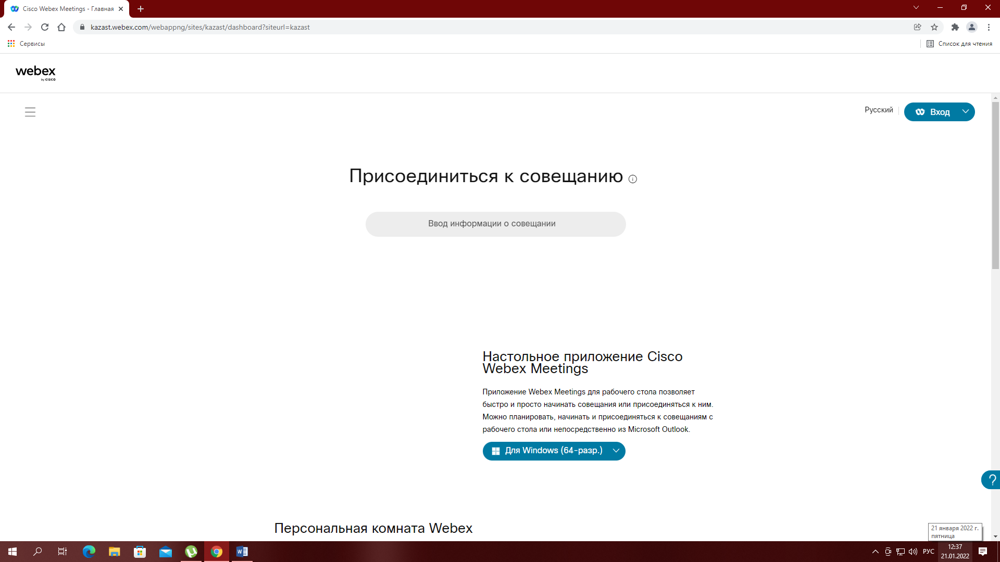 Cisco Webex Meetings - Главная
kazast.webex.com/webappng/sites/kazast/dashboard?siteurl=kazast
Сервисы
Список для чтения
webex
by cisco
Русский
Вход
Присоединиться к совещанию
Ввод информации о совещании
Настольное приложение Cisco
Webex Meetings
Приложение Webex Meetings для рабочего стола позволяет
быстро и просто начинать совещания или присоединяться к ним.
Можно планировать, начинать и присоединяться к совещаниям с
рабочего стола или непосредственно из Microsoft Outlook.
Для Windows (64-разр.)
?
Персональная комната Webex
21 января 2022 г.
пятница
РУС
12:37
21.01.2022